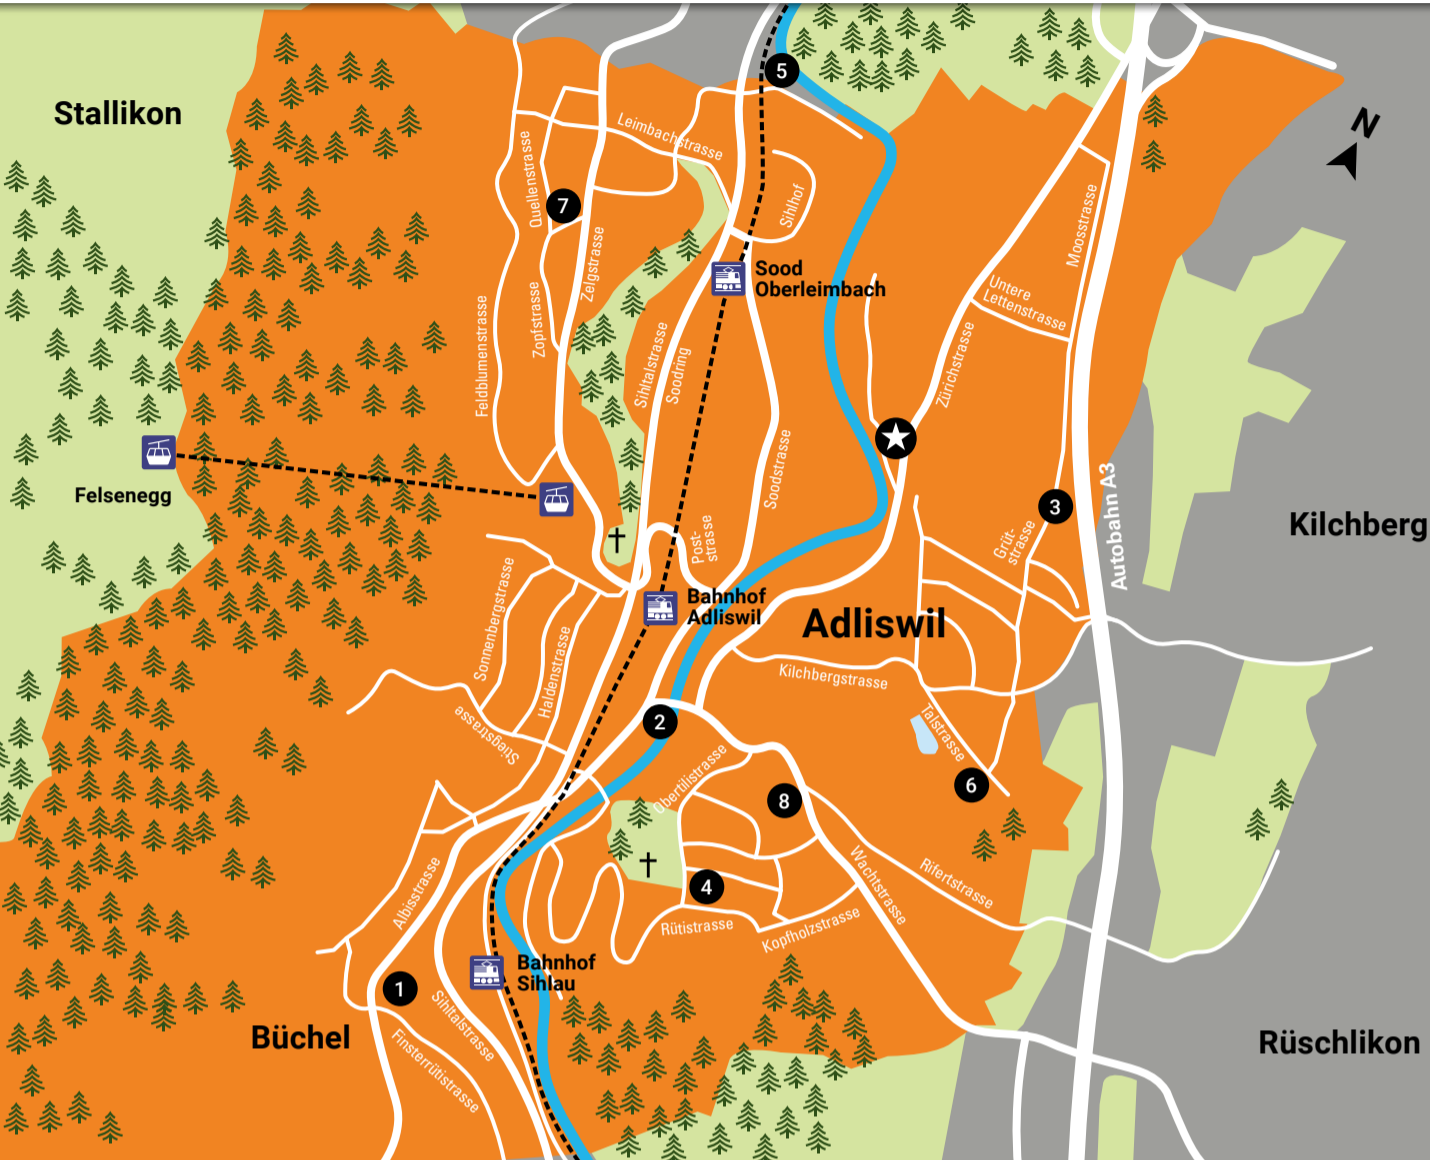 Stallikon
5
N
Leimbachstrasse
Quellenstrasse
7
Sihlhof
Moosstrasse
Zelgstrasse
Sood
Oberleimbach
Untere
Lettenstrasse
Feldblumenstrasse
Zopfstrasse
Sihltalstrasse
Soodring
Zürichstrasse
Soodstrasse
Felsenegg
Autobahn A3
3
Kilchberg
Post-
strasse
Grüt-
strasse
Sonnenbergstrasse
Bahnhof
Adliswil
Adliswil
Haldenstrasse
Kilchbergstrasse
Stiegstrasse
2
Talstrasse
Obertilistrasse
6
8
Albisstrasse
4
Wachtstrasse
Rifertstrasse
Rütistrasse
Kopfholzstrasse
Bahnhof
Sihlau
1
Sihltalstrasse
Büchel
Finsterrütistrasse
Rüschlikon